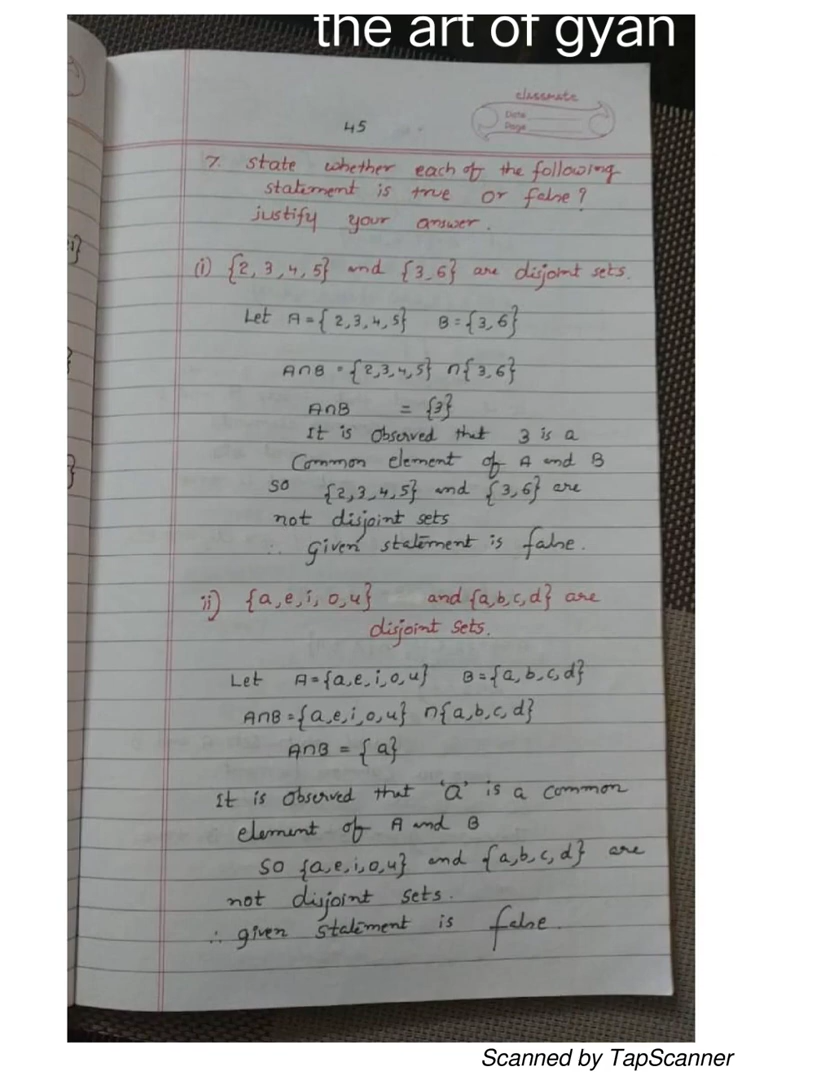 the art of gyan
classmate
Date
Page
45
7. state whether each of the following
statement is true or false?
justify your answer.
(i) {2, 3, 4, 5} and {3, 6} are disjoint sets.
Let A = {2,3,4,5} B = {3,6}
A∩B = {2,3,4,5} ∩ {3,6}
A∩B = {3}
It is observed that 3 is a
Common element of A and B
so {2,3,4,5} and {3,6} are
not disjoint sets
∴ given statement is false.
ii) {a,e,i,o,u} and {a,b,c,d} are
disjoint sets.
Let A = {a,e,i,o,u} B = {a,b,c,d}
A∩B = {a,e,i,o,u} ∩ {a,b,c,d}
A∩B = {a}
It is observed that 'a' is a common
element of A and B
so {a,e,i,o,u} and {a,b,c,d} are
not disjoint sets.
∴ given statement is false.
Scanned by TapScanner